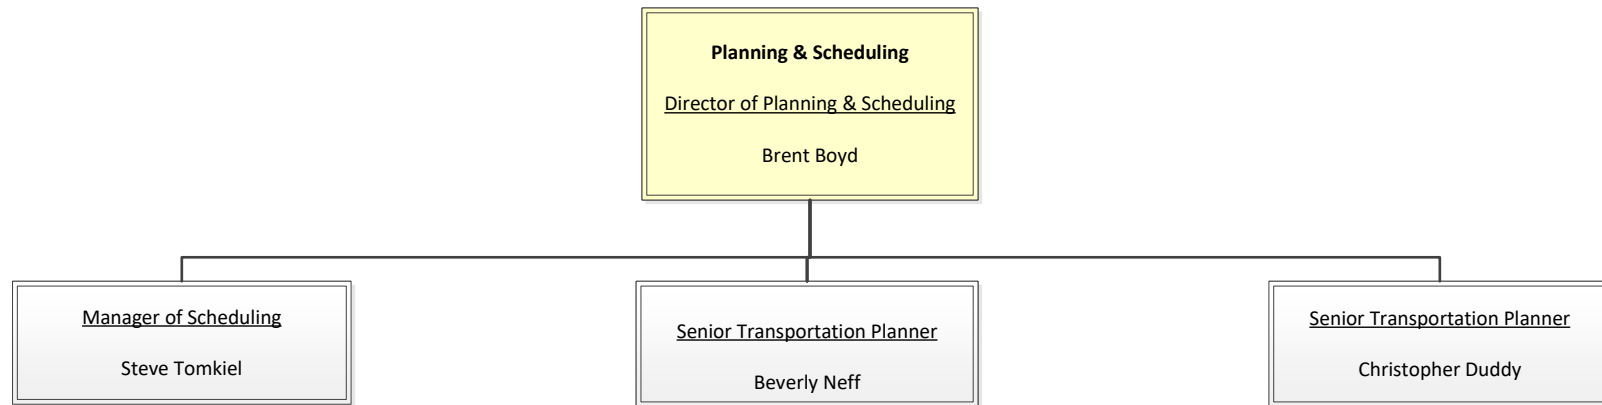 Planning & Scheduling
Director of Planning & Scheduling
Brent Boyd
Manager of Scheduling
Steve Tomkiel
Senior Transportation Planner
Beverly Neff
Senior Transportation Planner
Christopher Duddy